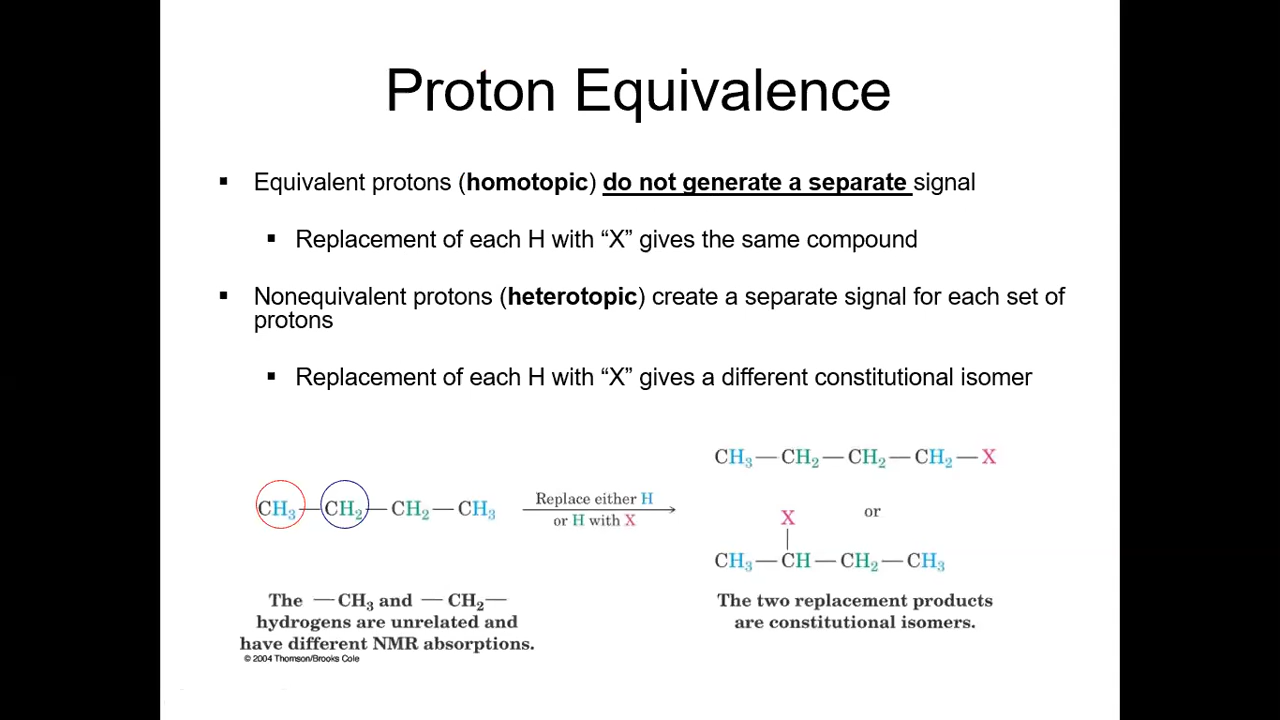 Proton Equivalence
▪ Equivalent protons (homotopic) do not generate a separate signal
▪ Replacement of each H with “X” gives the same compound
▪ Nonequivalent protons (heterotopic) create a separate signal for each set of
protons
▪ Replacement of each H with “X” gives a different constitutional isomer
CH₃—CH₂—CH₂—CH₃
Replace either H
or H with X
CH₃—CH₂—CH₂—CH₂—X
or
X
CH₃—CH—CH₂—CH₃
The —CH₃ and —CH₂—
hydrogens are unrelated and
have different NMR absorptions.
© 2004 Thomson/Brooks Cole
The two replacement products
are constitutional isomers.